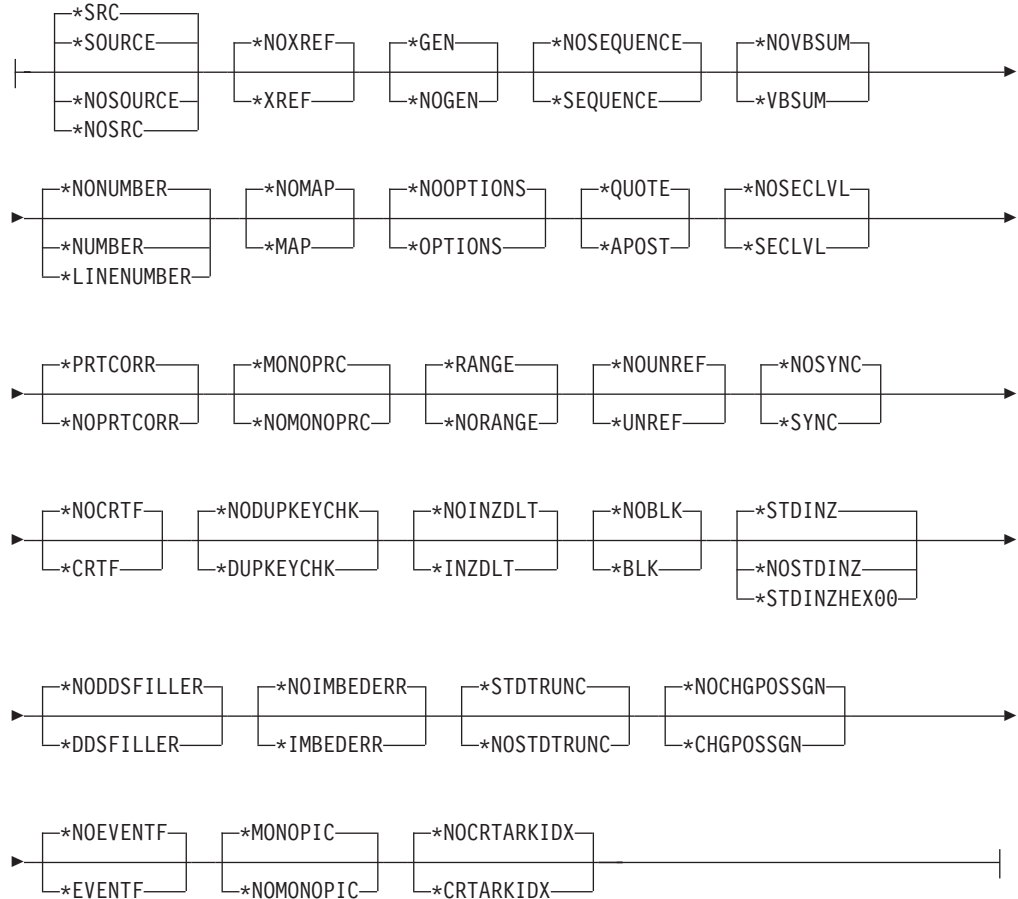 *SRC
*SOURCE *NOXREF *GEN *NOSEQUENCE *NOVBSUM
*NOSOURCE *XREF *NOGEN *SEQUENCE *VBSUM
*NOSRC
*NONUMBER *NOMAP *NOOPTIONS *QUOTE *NOSECLVL
*NUMBER *MAP *OPTIONS *APOST *SECLVL
*LINENUMBER
*PRTCORR *MONOPRC *RANGE *NOUNREF *NOSYNC
*NOPRTCORR *NOMONOPRC *NORANGE *UNREF *SYNC
*NOCRTF *NODUPKEYCHK *NOINZDLT *NOBLK *STDINZ
*CRTF *DUPKEYCHK *INZDLT *BLK *NOSTDINZ
*STDINZHEX00
*NODDSFILLER *NOIMBEDERR *STDTRUNC *NOCHGPOSSGN
*DDSFILLER *IMBEDERR *NOSTDTRUNC *CHGPOSSGN
*NOEVENTF *MONOPIC *NOCRTARKIDX
*EVENTF *NOMONOPIC *CRTARKIDX